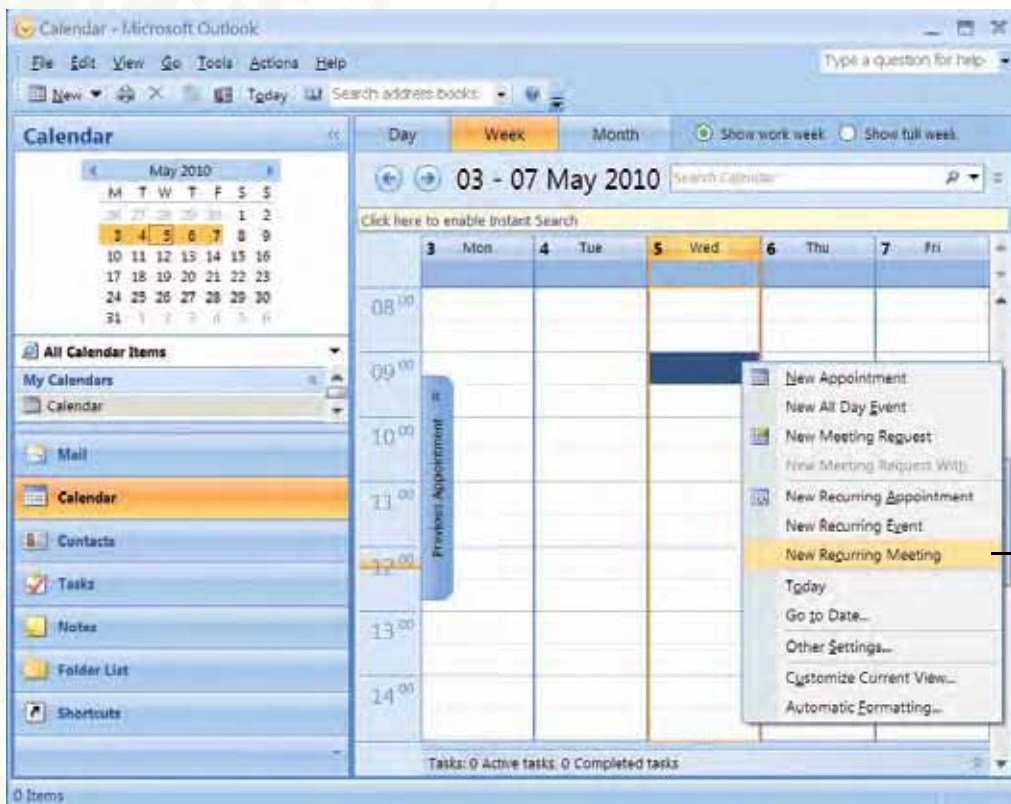 Calendar - Microsoft Outlook
File Edit View Go Tools Actions Help
Type a question for help
New Today Search address books
Calendar
May 2010
M T W T F S S
26 27 28 29 30 1 2
3 4 5 6 7 8 9
10 11 12 13 14 15 16
17 18 19 20 21 22 23
24 25 26 27 28 29 30
31 1 2 3 4 5 6
All Calendar Items
My Calendars
Calendar
Mail
Calendar
Contacts
Tasks
Notes
Folder List
Shortcuts
Day Week Month Show work week Show full week
03 - 07 May 2010 Search Calendar
Click here to enable Instant Search
3 Mon 4 Tue 5 Wed 6 Thu 7 Fri
08 00
09 00
10 00
11 00
12 00
13 00
14 00
Previous Appointment
New Appointment
New All Day Event
New Meeting Request
New Meeting Request With
New Recurring Appointment
New Recurring Event
New Recurring Meeting
Today
Go to Date...
Other Settings...
Customize Current View...
Automatic Formatting...
Tasks: 0 Active tasks, 0 Completed tasks
0 Items